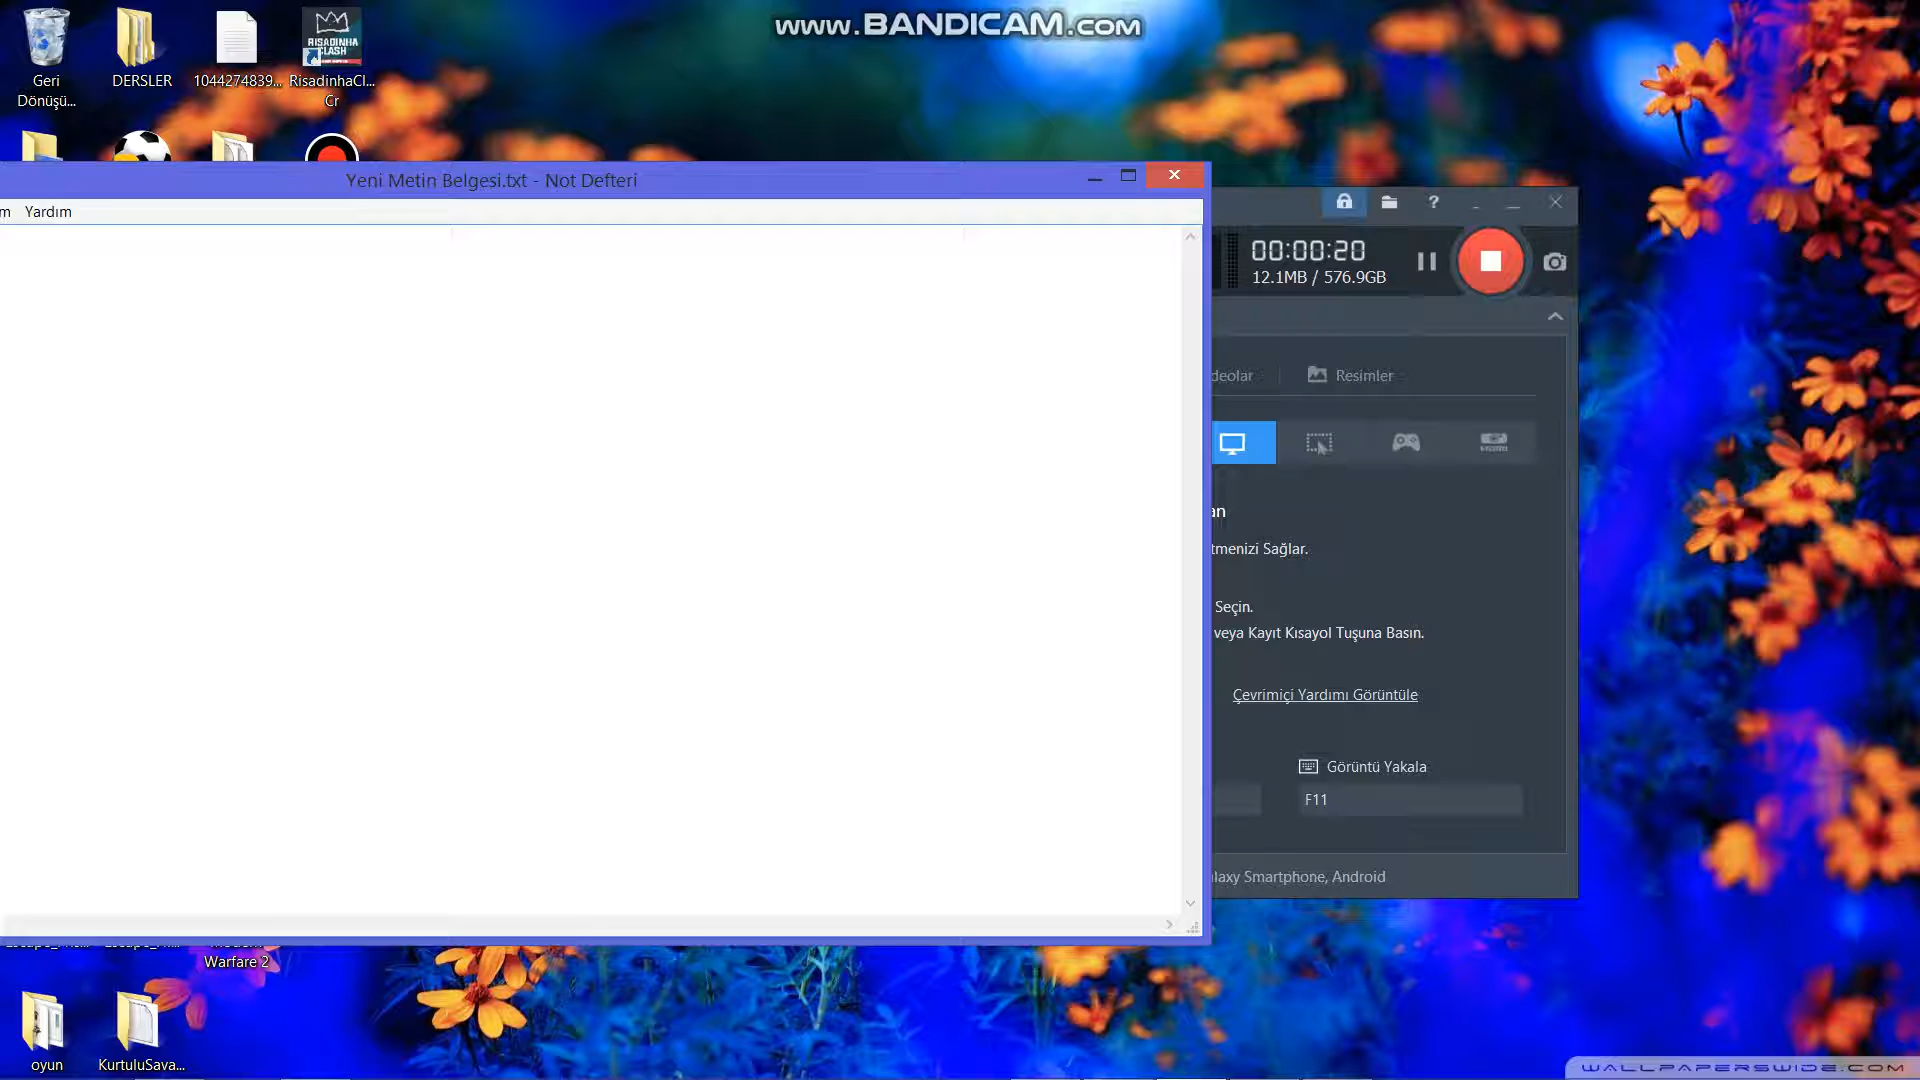 www.BANDICAM.com
RISADINHA
CLASH
Geri
Dönüşü...
DERSLER
1044274839...
RisadinhaCl...
Cr
Yeni Metin Belgesi.txt - Not Defteri
m Yardım
00:00:20
12.1MB / 576.9GB
deolar
Resimler
an
tmenizi Sağlar.
Seçin.
veya Kayıt Kısayol Tuşuna Basın.
Çevrimiçi Yardımı Görüntüle
Görüntü Yakala
F11
laxy Smartphone, Android
Warfare 2
oyun
KurtuluSava...
WALLPAPERSWIDE.COM